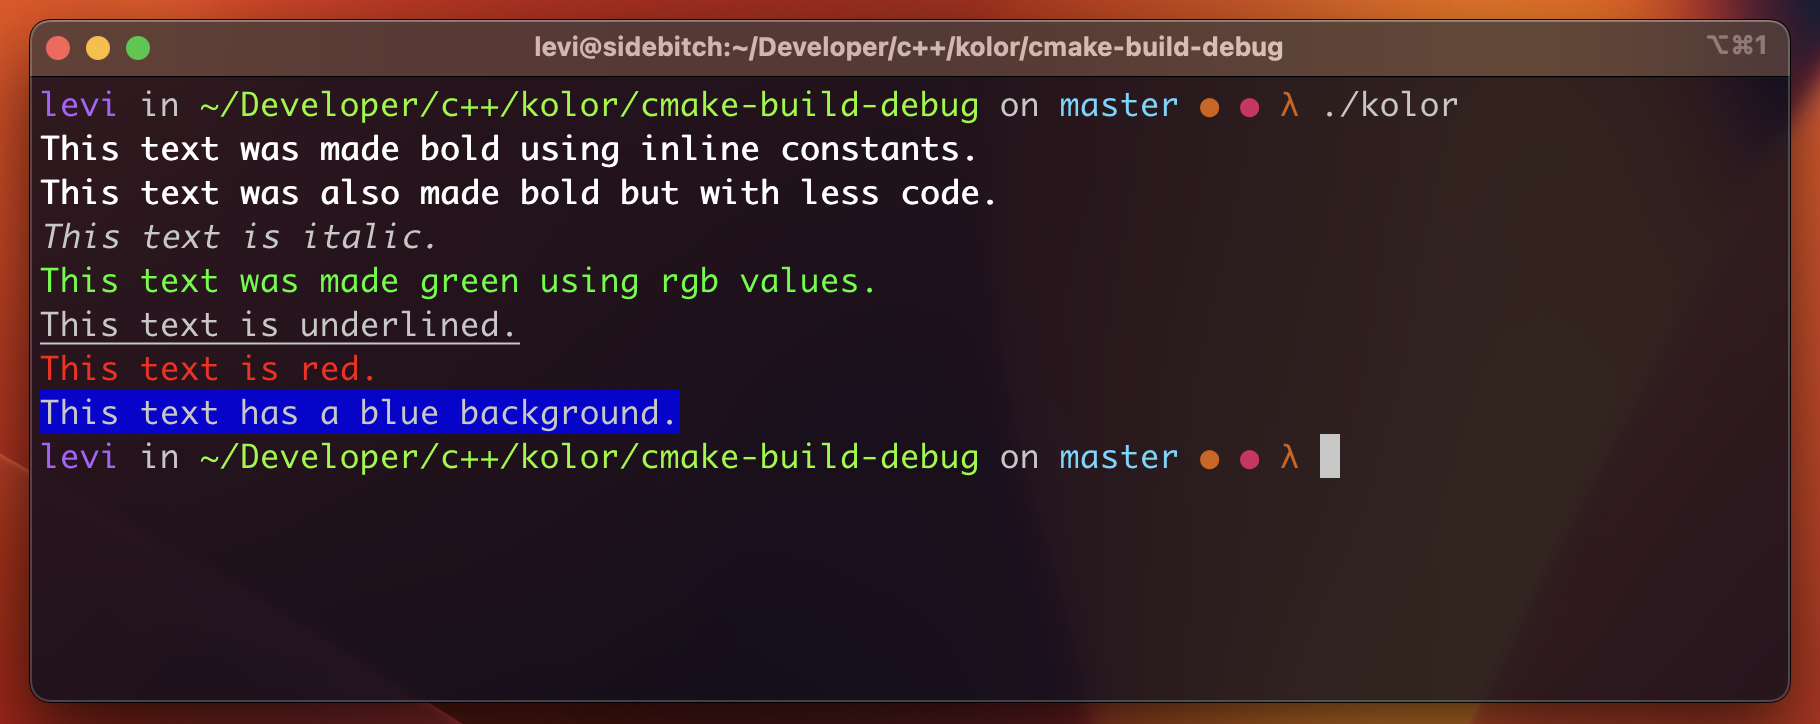 levi@sidebitch:~/Developer/c++/kolor/cmake-build-debug
⌥⌘1
levi in ~/Developer/c++/kolor/cmake-build-debug on master ● ● λ ./kolor
This text was made bold using inline constants.
This text was also made bold but with less code.
This text is italic.
This text was made green using rgb values.
This text is underlined.
This text is red.
This text has a blue background.
levi in ~/Developer/c++/kolor/cmake-build-debug on master ● ● λ